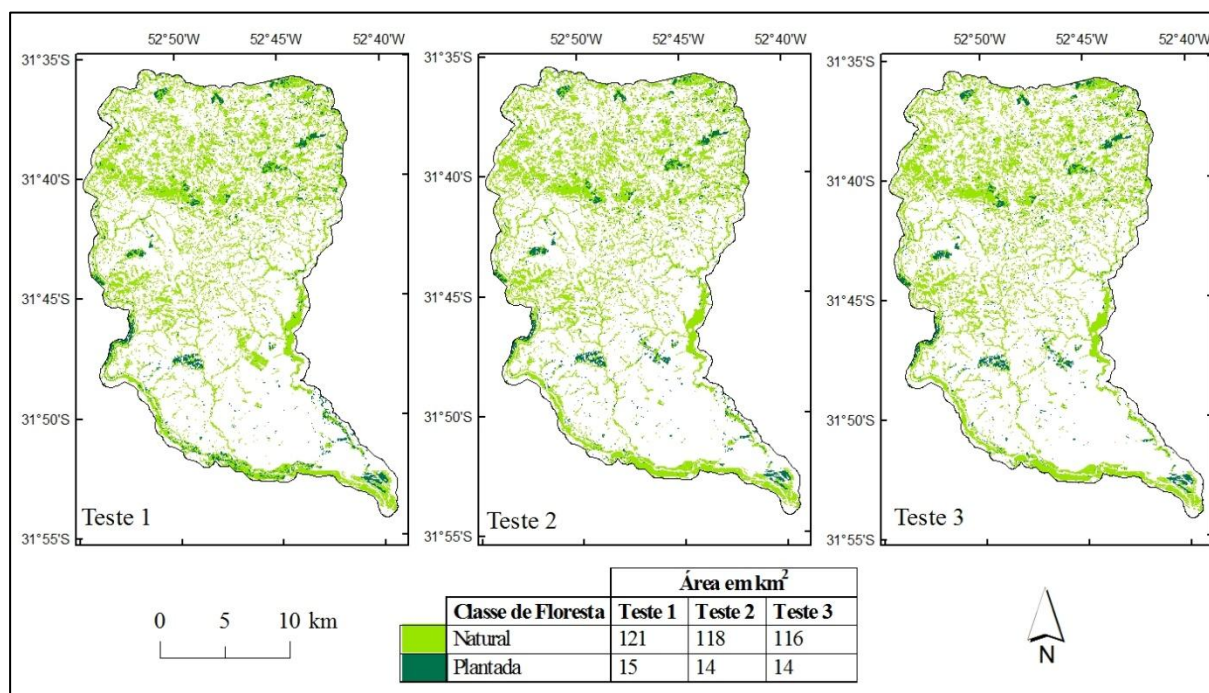 52°50'W 52°45'W 52°40'W 52°50'W 52°45'W 52°40'W 52°50'W 52°45'W 52°40'W
31°35'S 31°35'S 31°35'S
31°40'S 31°40'S 31°40'S
31°45'S 31°45'S 31°45'S
31°50'S 31°50'S 31°50'S
Teste 1 Teste 2 Teste 3
31°55'S 31°55'S 31°55'S
Área em km²
Classe de Floresta Teste 1 Teste 2 Teste 3
Natural 121 118 116
Plantada 15 14 14
0 5 10 km
N